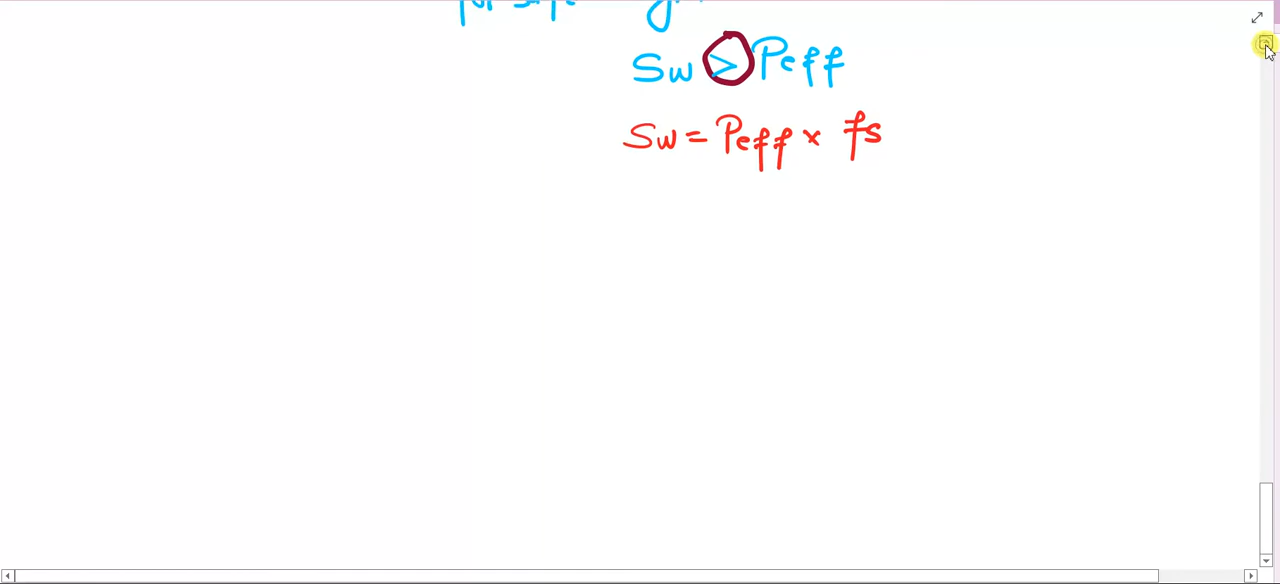 Sw > Peff
Sw = Peff × fs